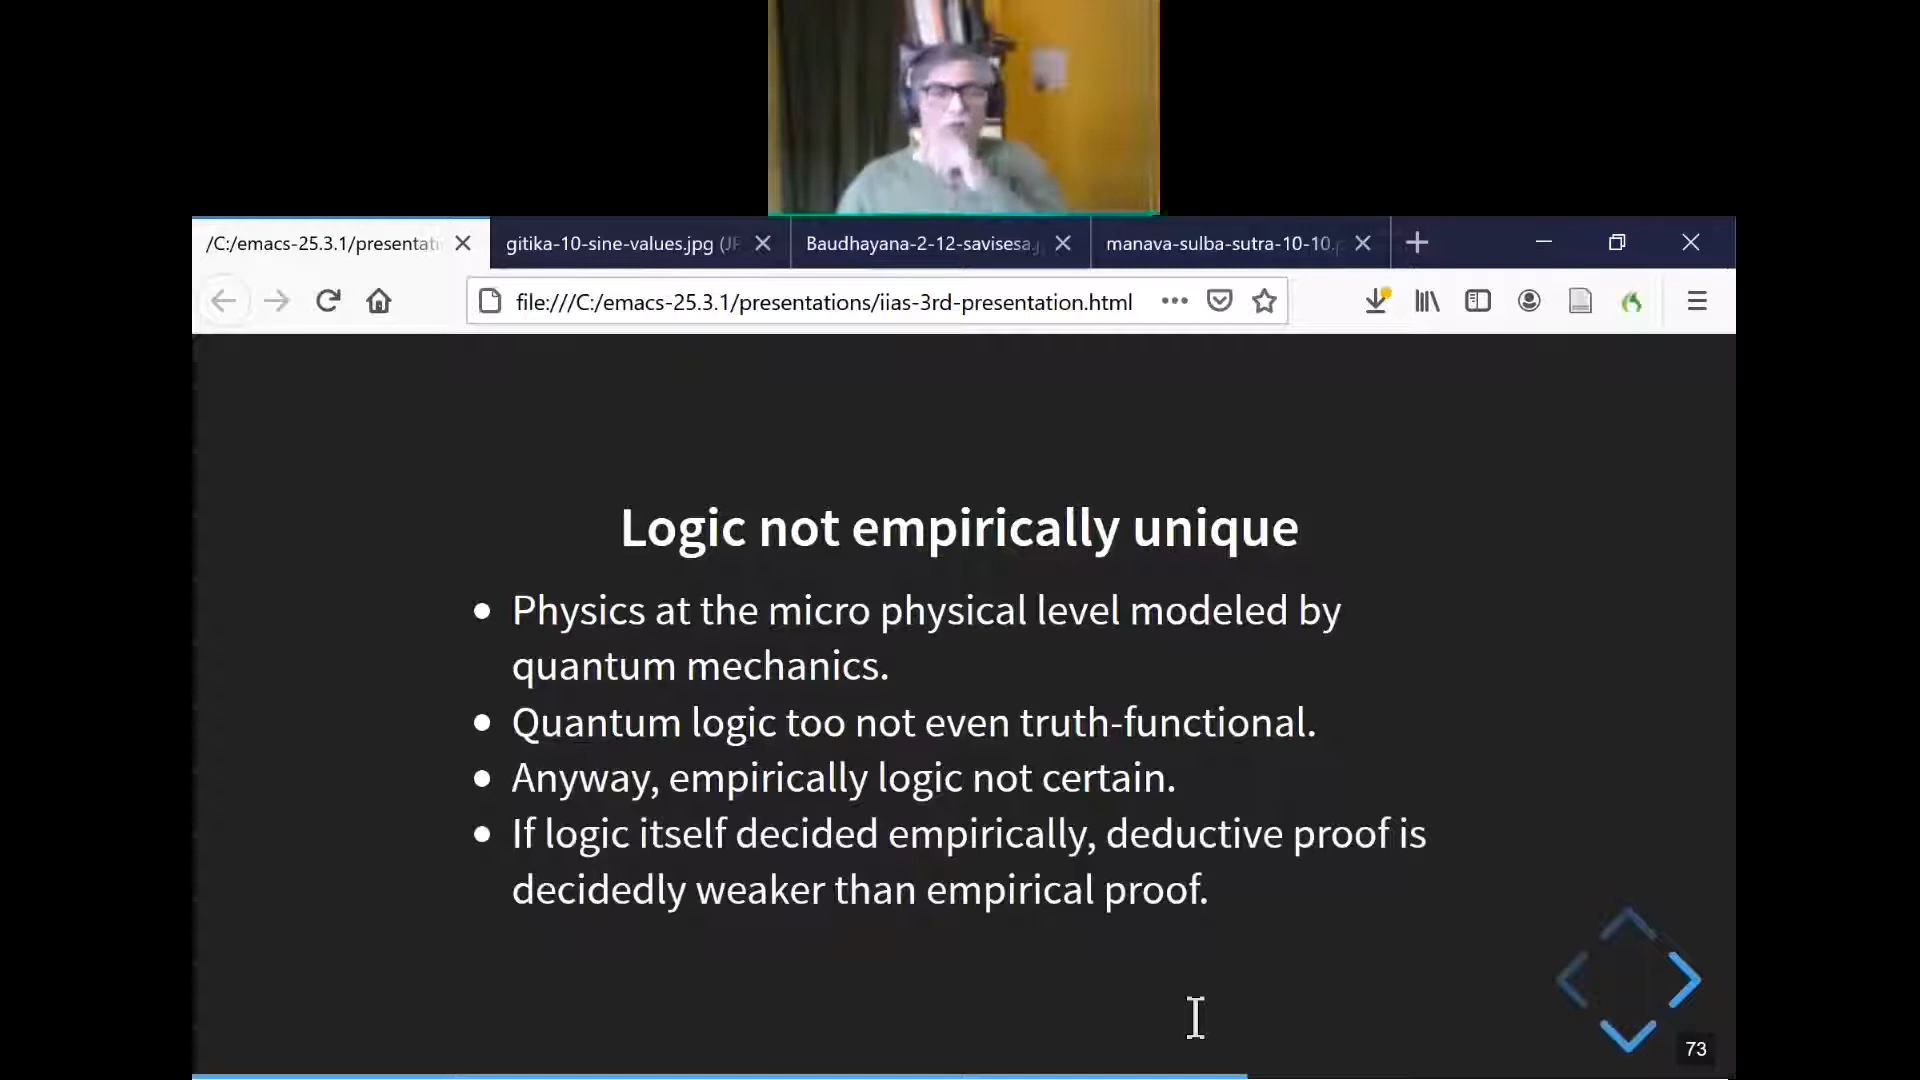 /C:/emacs-25.3.1/presentati
gitika-10-sine-values.jpg (JF
Baudhayana-2-12-savisesa.j
manava-sulba-sutra-10-10.p
file:///C:/emacs-25.3.1/presentations/iias-3rd-presentation.html
Logic not empirically unique
Physics at the micro physical level modeled by
quantum mechanics.
Quantum logic too not even truth-functional.
Anyway, empirically logic not certain.
If logic itself decided empirically, deductive proof is
decidedly weaker than empirical proof.
73